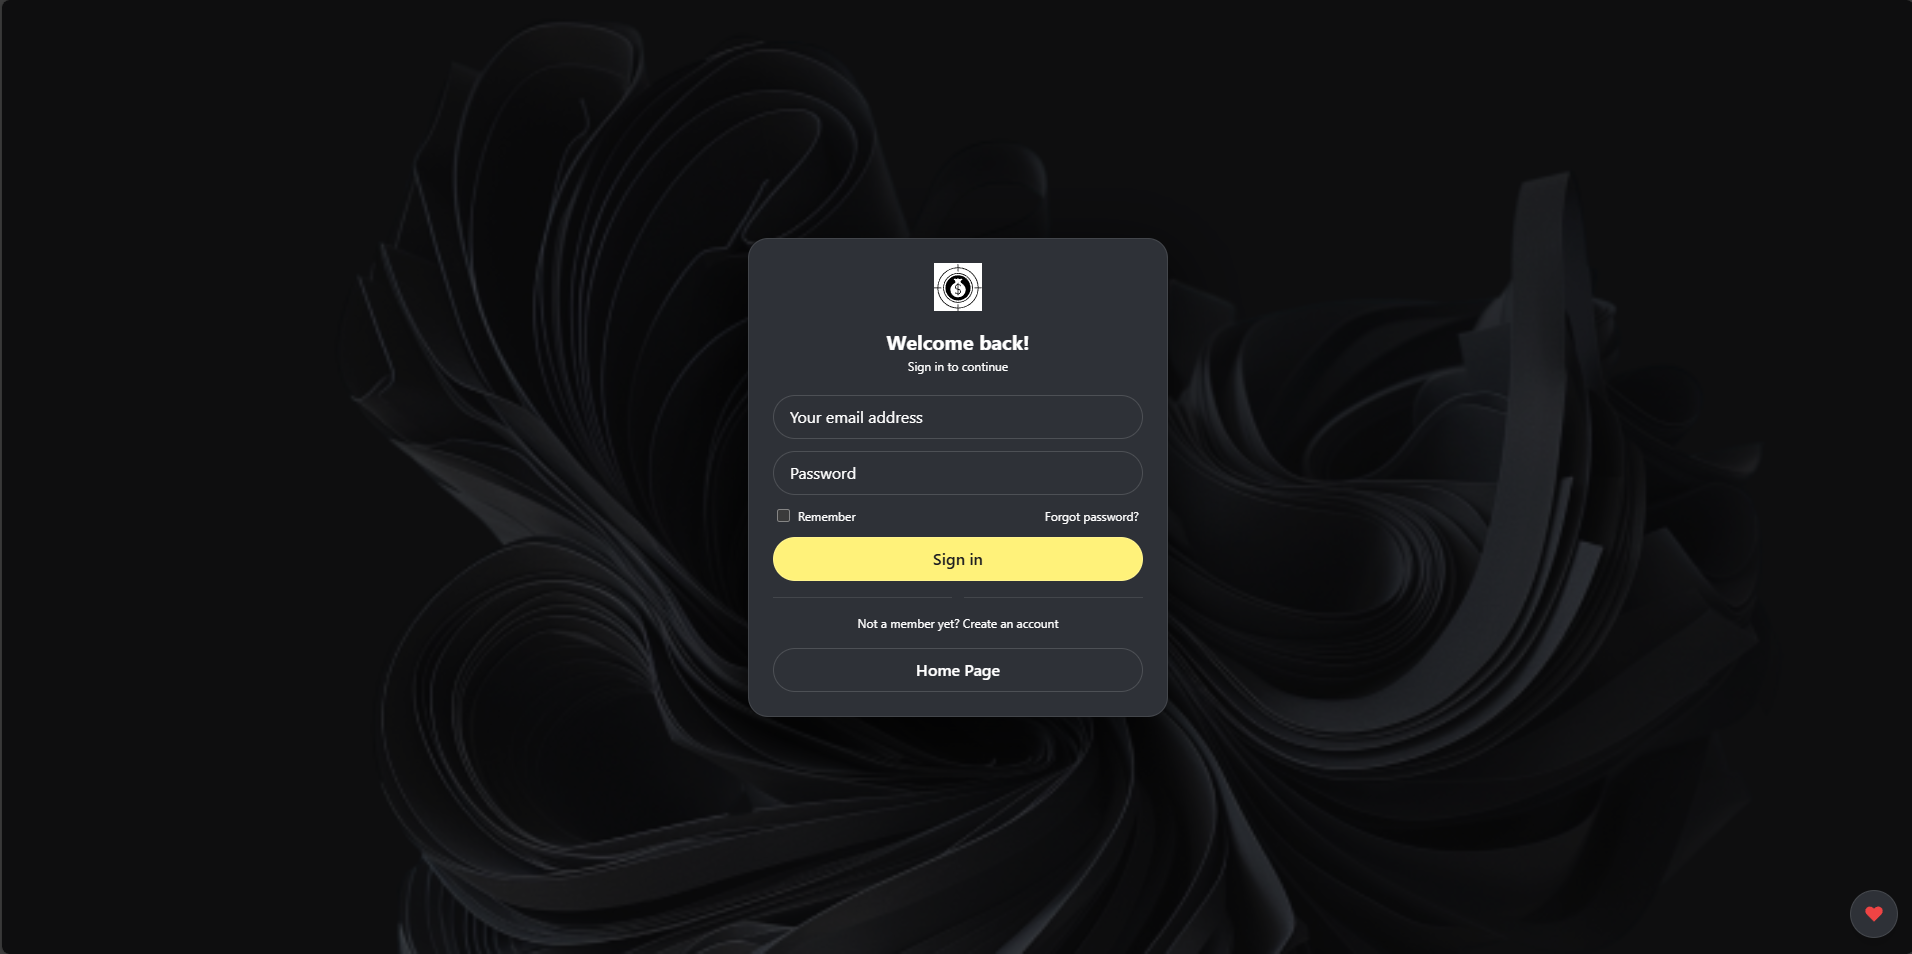 $
Welcome back!
Sign in to continue
Your email address
Password
Remember
Forgot password?
Sign in
Not a member yet? Create an account
Home Page